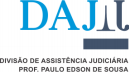 DAJ
DIVISÃO DE ASSISTÊNCIA JUDICIÁRIA
PROF. PAULO EDSON DE SOUSA